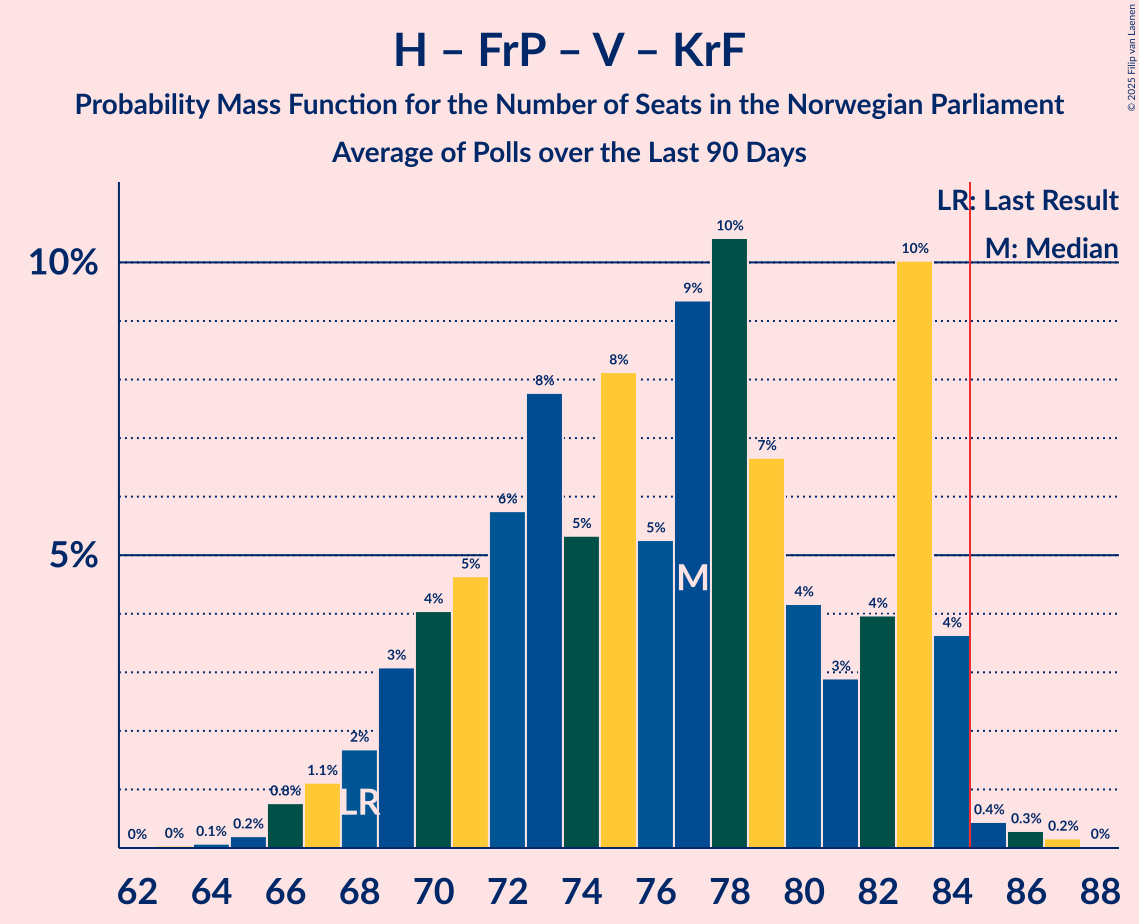 H – FrP – V – KrF
Probability Mass Function for the Number of Seats in the Norwegian Parliament
Average of Polls over the Last 90 Days
© 2025 Filip van Laenen
LR: Last Result
M: Median
10%
5%
0% 0% 0.1% 0.2% 0.8% 1.1% 2% 3% 4% 5% 6% 8% 5% 8% 5% 9% 10% 7% 4% 3% 4% 10% 4% 0.4% 0.3% 0.2% 0%
LR
M
62 64 66 68 70 72 74 76 78 80 82 84 86 88